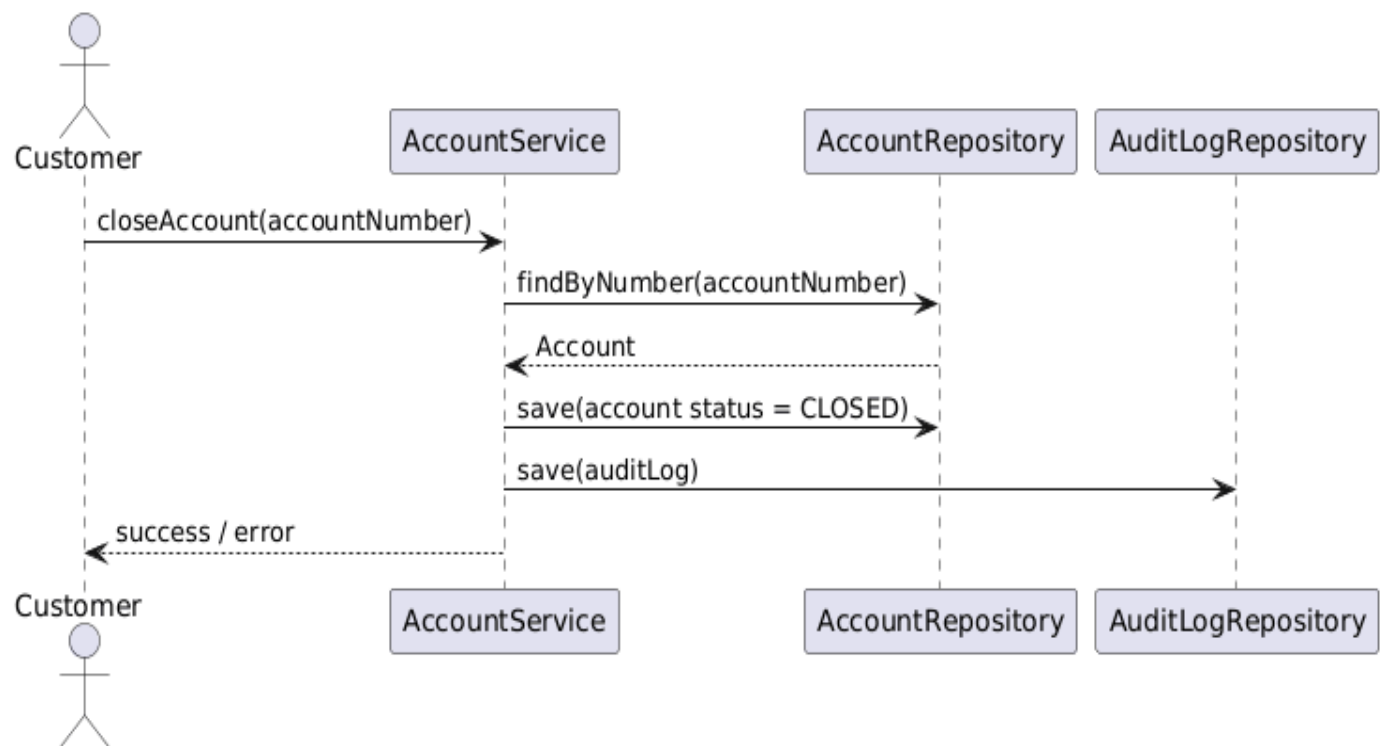 Customer
AccountService
AccountRepository
AuditLogRepository
closeAccount(accountNumber)
findByNumber(accountNumber)
Account
save(account status = CLOSED)
save(auditLog)
success / error
Customer
AccountService
AccountRepository
AuditLogRepository